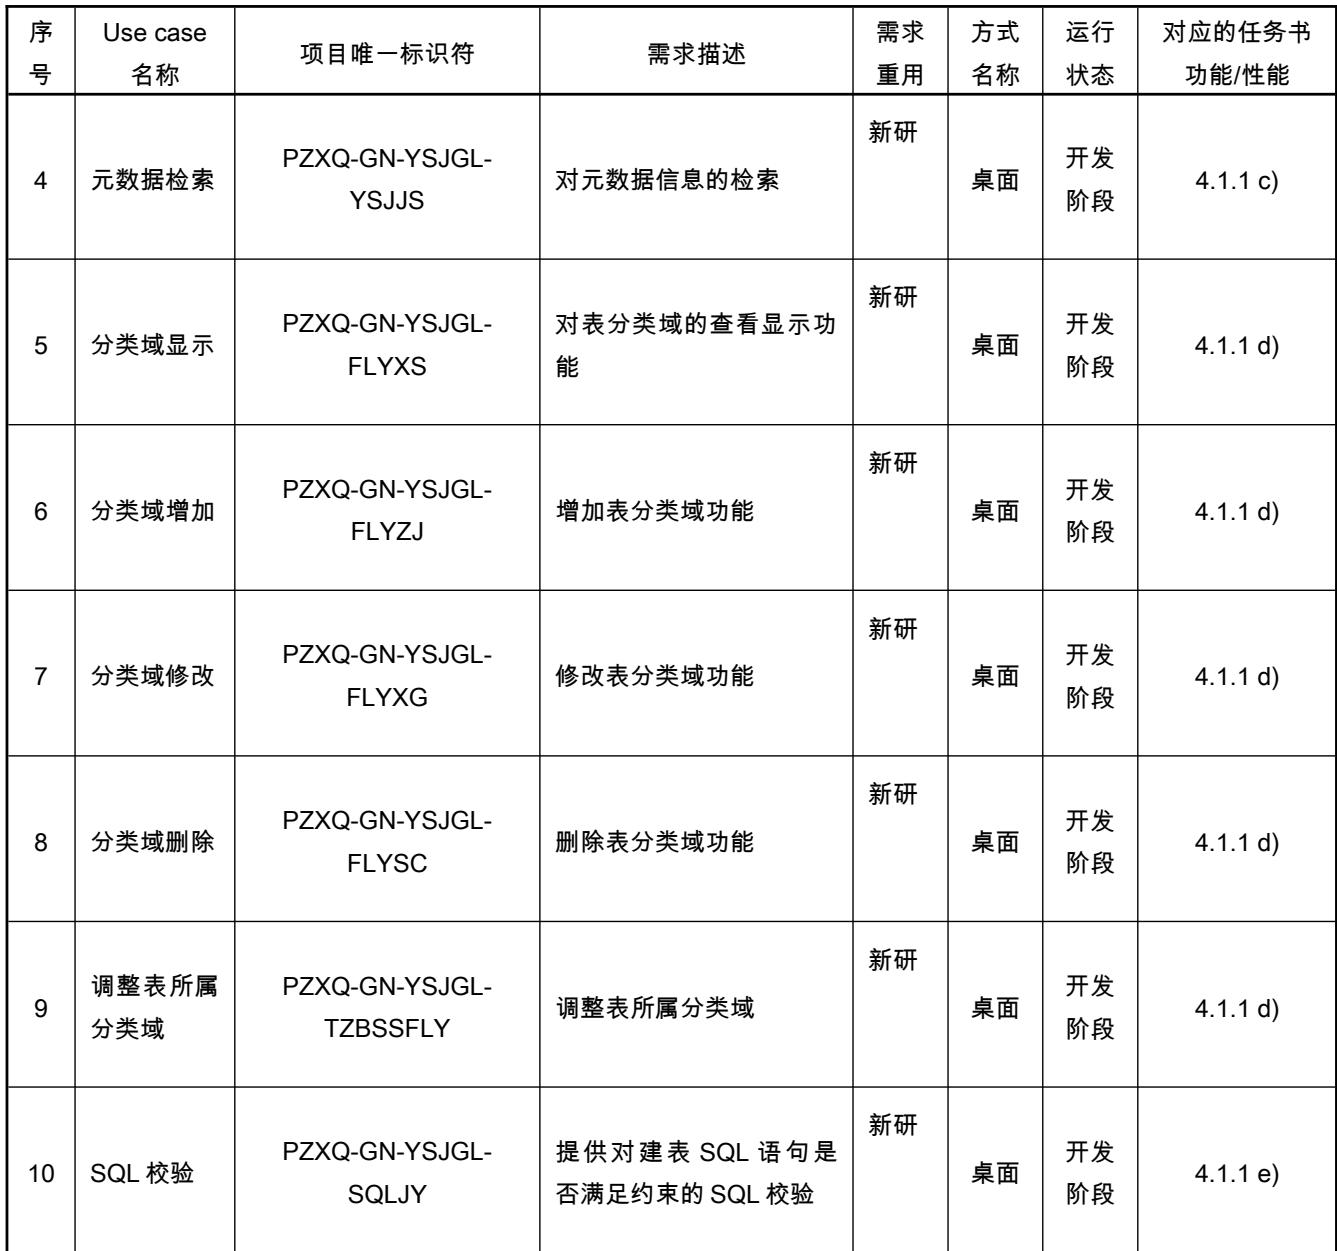 序号
Use case
名称
项目唯一标识符
需求描述
需求
重用
方式
名称
运行
状态
对应的任务书
功能/性能
4
元数据检索
PZXQ-GN-YSJGL-
YSJJS
对元数据信息的检索
新研
桌面
开发
阶段
4.1.1 c)
5
分类域显示
PZXQ-GN-YSJGL-
FLYXS
对表分类域的查看显示功
能
新研
桌面
开发
阶段
4.1.1 d)
6
分类域增加
PZXQ-GN-YSJGL-
FLYZJ
增加表分类域功能
新研
桌面
开发
阶段
4.1.1 d)
7
分类域修改
PZXQ-GN-YSJGL-
FLYXG
修改表分类域功能
新研
桌面
开发
阶段
4.1.1 d)
8
分类域删除
PZXQ-GN-YSJGL-
FLYSC
删除表分类域功能
新研
桌面
开发
阶段
4.1.1 d)
9
调整表所属
分类域
PZXQ-GN-YSJGL-
TZBSSFLY
调整表所属分类域
新研
桌面
开发
阶段
4.1.1 d)
10
SQL 校验
PZXQ-GN-YSJGL-
SQLJY
提供对建表 SQL 语句是
否满足约束的 SQL 校验
新研
桌面
开发
阶段
4.1.1 e)